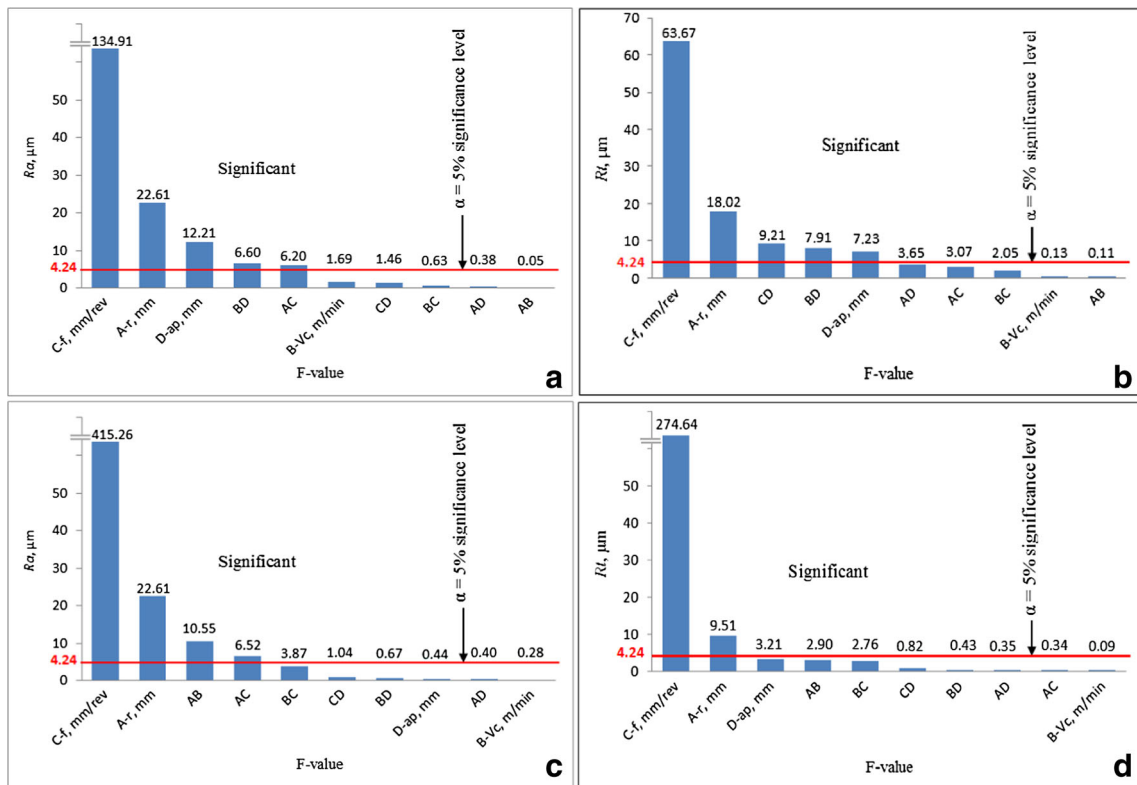 134.91
Ra, μm
50
40
30
20
10
4.24
0
22.61
12.21
6.60
6.20
1.69
1.46
0.63
0.38
0.05
Significant
α = 5% significance level
C-f, mm/rev
A-r, mm
D-ap, mm
BD
AC
B-Vc, m/min
CD
BC
AD
AB
F-value
a
70
60
50
40
30
20
10
4.24
0
Rt, μm
63.67
18.02
9,21
7.91
7.23
3.65
3.07
2.05
0.13
0.11
Significant
α = 5% significance level
C-f, mm/rev
A-r, mm
CD
BD
D-ap, mm
AD
AC
BC
B-Vc, m/min
AB
F-value
b
415.26
Ra, μm
50
40
30
20
10
4.24
0
22.61
10.55
6.52
3.87
1.04
0.67
0.44
0.40
0.28
Significant
α = 5% significance level
C-f, mm/rev
A-r, mm
AB
AC
BC
CD
BD
D-ap, mm
AD
B-Vc, m/min
F-value
c
274.64
Rt, μm
50
40
30
20
10
4.24
0
9.51
3.21
2.90
2.76
0.82
0.43
0.35
0.34
0.09
Significant
α = 5% significance level
C-f, mm/rev
A-r, mm
D-ap, mm
AB
BC
CD
BD
AD
AC
B-Vc, m/min
F-value
d